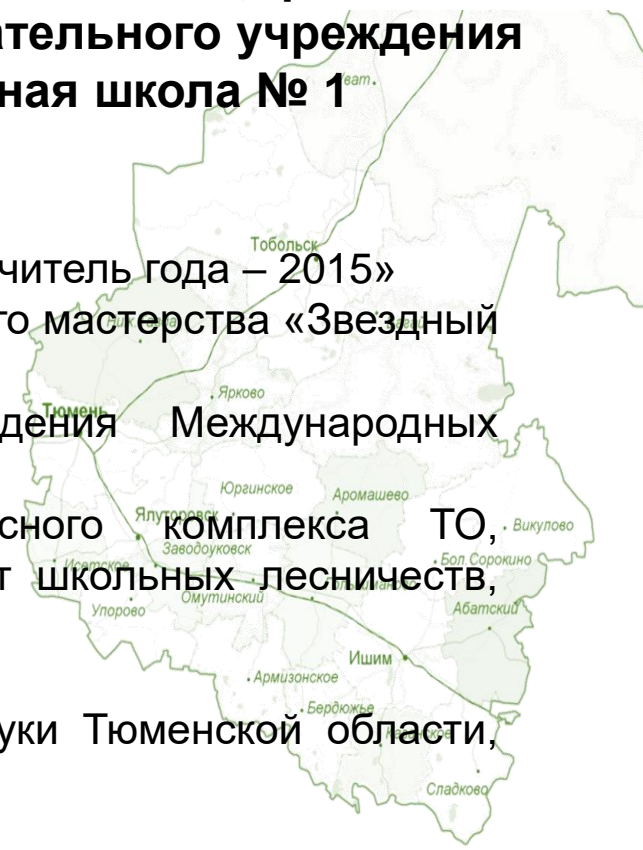 ательного учреждения
ная школа № 1
Уват
Тобольск
читель года – 2015»
го мастерства «Звездный
Ярково
Тюмень
дения Международных
Юргинское
Аромашево
Ялуторовск
сного комплекса ТО,
Викулово
Заводоуковск
Бол.Сорокино
Исетское
т школьных лесничеств,
Омутинский
Упорово
Абатский
Ишим
Армизонское
Бердюжье
уки Тюменской области,
Сладково